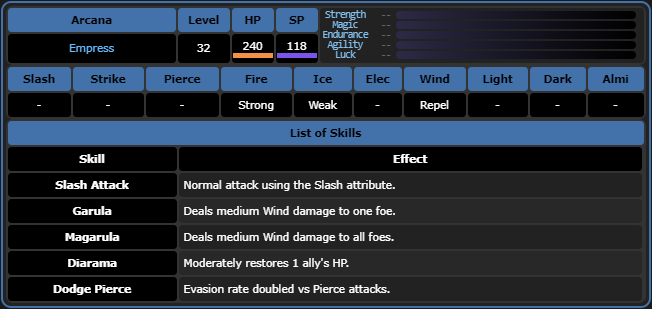 Arcana Level HP SP
Empress 32 240 118
Strength --
Magic --
Endurance --
Agility --
Luck --
Slash Strike Pierce Fire Ice Elec Wind Light Dark Almi
- - - Strong Weak - Repel - - -
List of Skills
Skill Effect
Slash Attack Normal attack using the Slash attribute.
Garula Deals medium Wind damage to one foe.
Magarula Deals medium Wind damage to all foes.
Diarama Moderately restores 1 ally's HP.
Dodge Pierce Evasion rate doubled vs Pierce attacks.